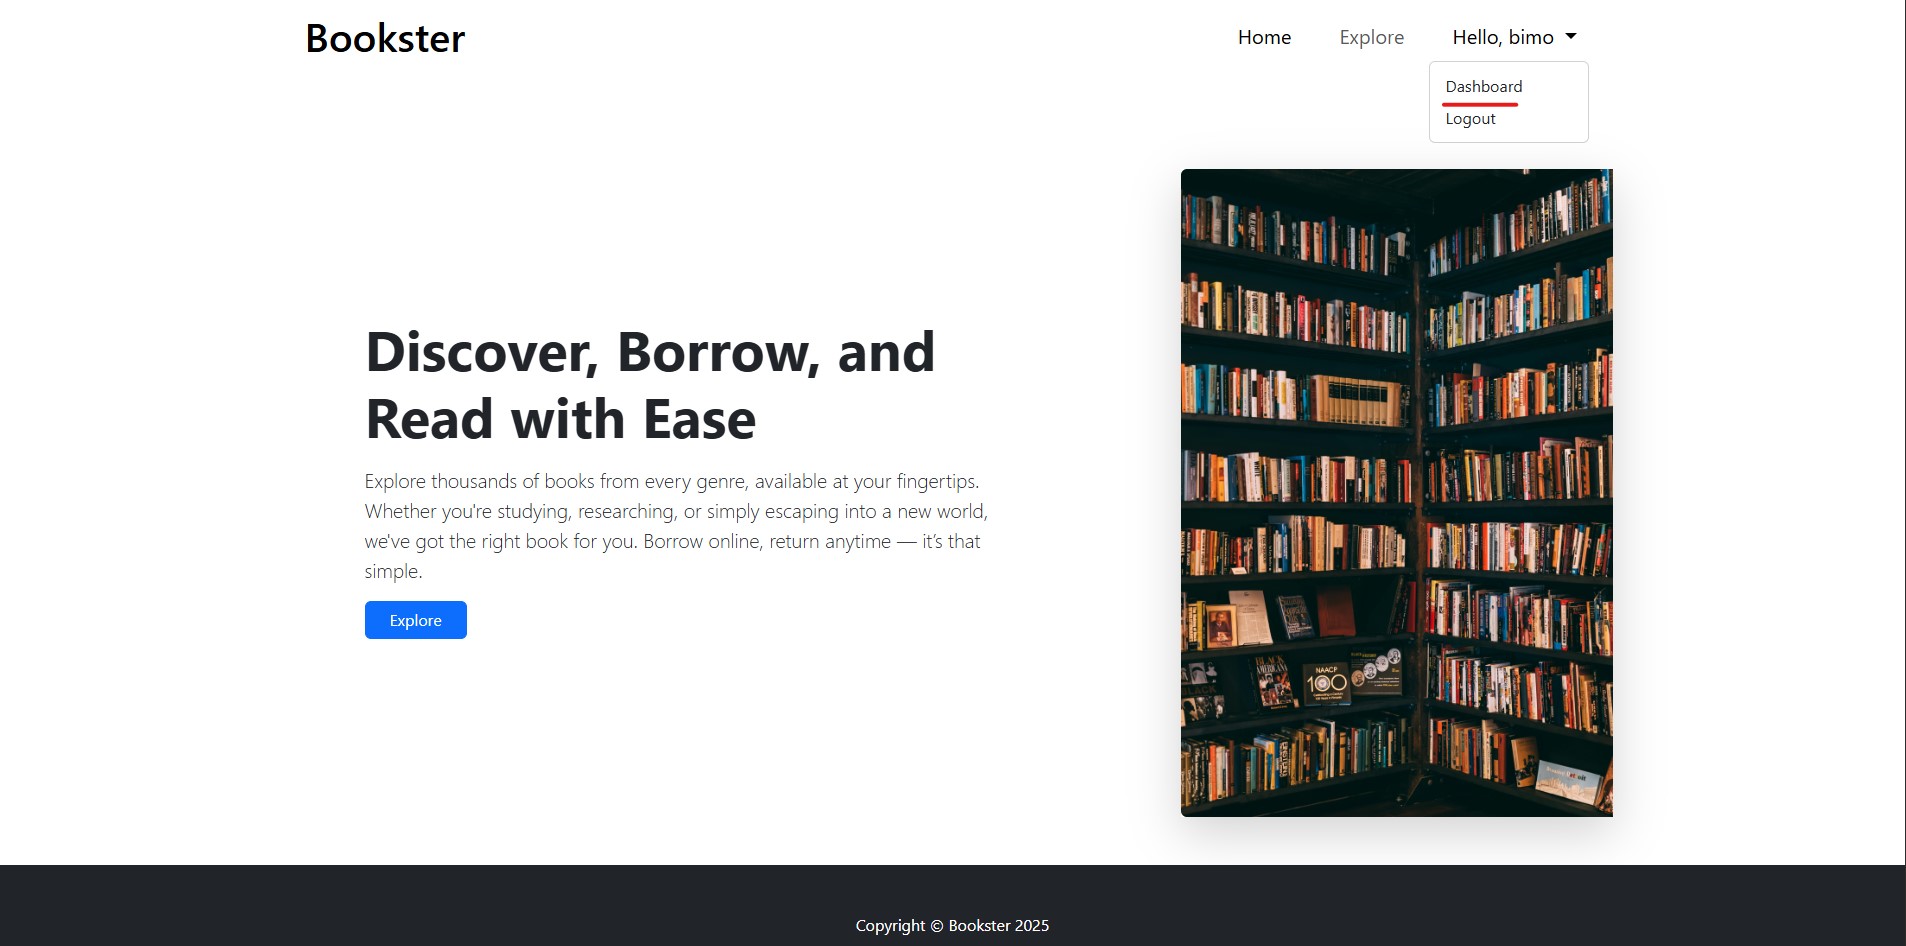 Bookster
Home Explore Hello, bimo
Dashboard
Logout
Discover, Borrow, and
Read with Ease
Explore thousands of books from every genre, available at your fingertips.
Whether you're studying, researching, or simply escaping into a new world,
we've got the right book for you. Borrow online, return anytime — it’s that
simple.
Explore
NAACP
100
Copyright © Bookster 2025